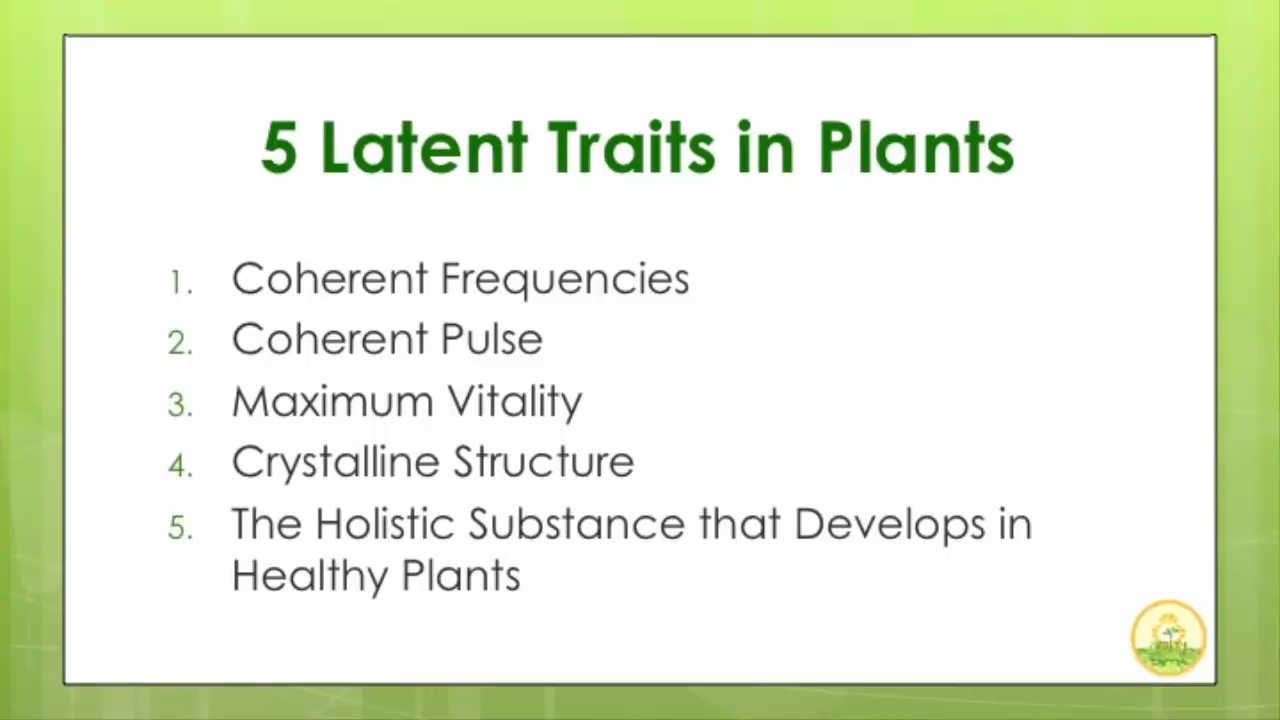 5 Latent Traits in Plants
1. Coherent Frequencies
2. Coherent Pulse
3. Maximum Vitality
4. Crystalline Structure
5. The Holistic Substance that Develops in
Healthy Plants